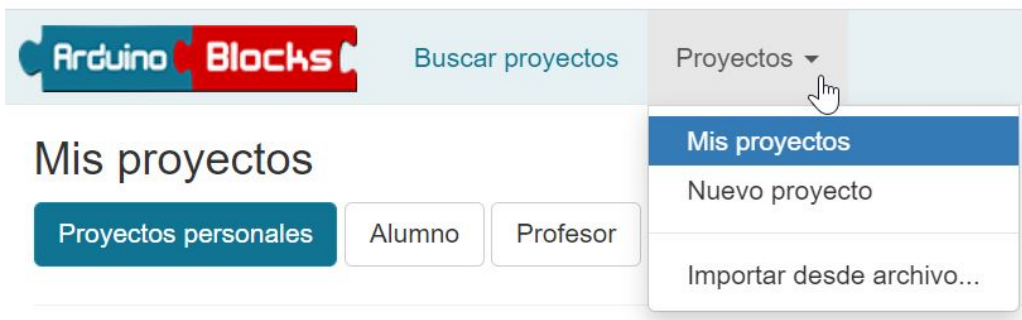 Arduino Blocks Buscar proyectos Proyectos
Mis proyectos
Nuevo proyecto
Importar desde archivo...
Mis proyectos
Proyectos personales Alumno Profesor